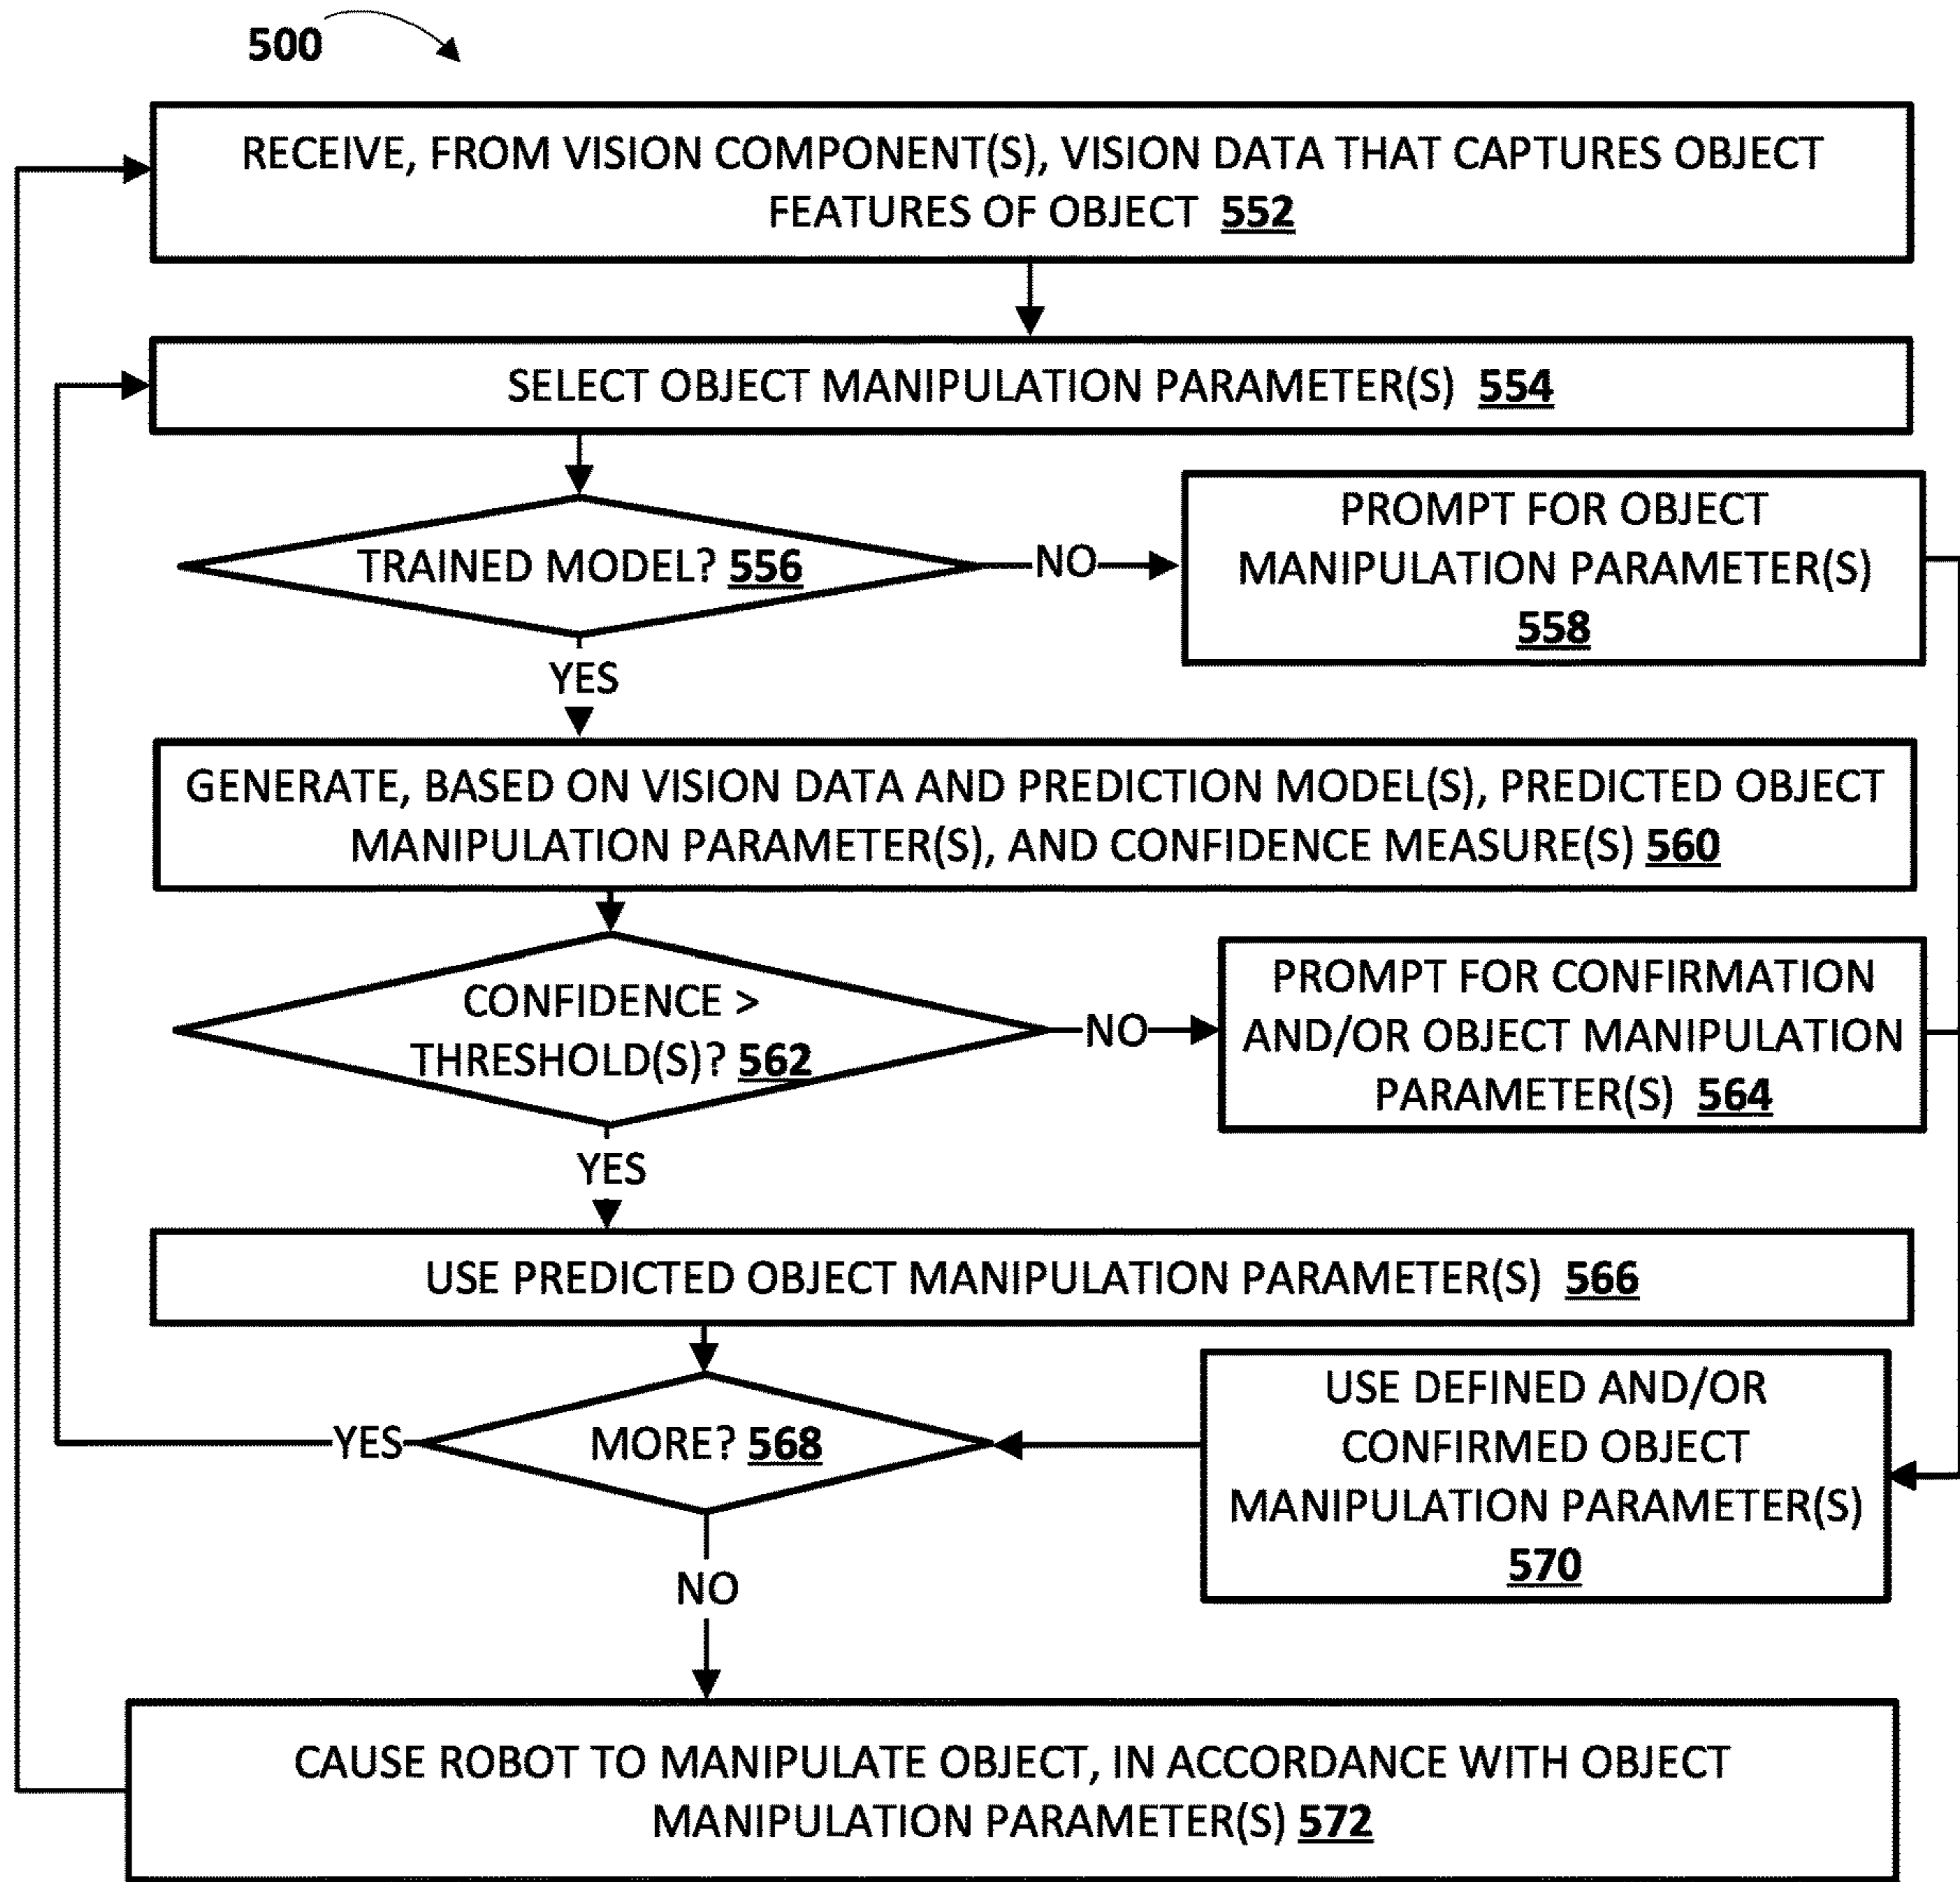 500
RECEIVE, FROM VISION COMPONENT(S), VISION DATA THAT CAPTURES OBJECT
FEATURES OF OBJECT 552
SELECT OBJECT MANIPULATION PARAMETER(S) 554
TRAINED MODEL? 556
NO
PROMPT FOR OBJECT
MANIPULATION PARAMETER(S)
558
YES
GENERATE, BASED ON VISION DATA AND PREDICTION MODEL(S), PREDICTED OBJECT
MANIPULATION PARAMETER(S), AND CONFIDENCE MEASURE(S) 560
CONFIDENCE >
THRESHOLD(S)? 562
NO
PROMPT FOR CONFIRMATION
AND/OR OBJECT MANIPULATION
PARAMETER(S) 564
YES
USE PREDICTED OBJECT MANIPULATION PARAMETER(S) 566
YES
MORE? 568
USE DEFINED AND/OR
CONFIRMED OBJECT
MANIPULATION PARAMETER(S)
570
NO
CAUSE ROBOT TO MANIPULATE OBJECT, IN ACCORDANCE WITH OBJECT
MANIPULATION PARAMETER(S) 572